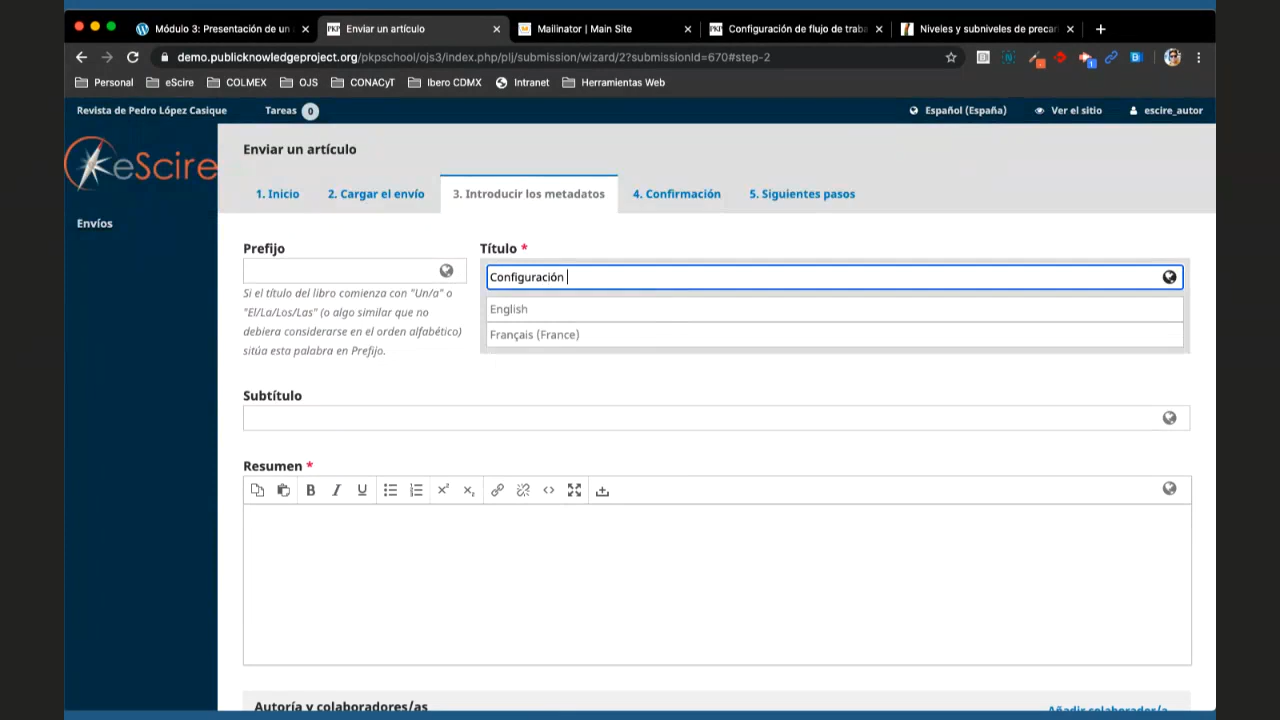 Módulo 3: Presentación de un
Enviar un artículo
Mailinator | Main Site
Configuración de flujo de traba
Niveles y subniveles de precar
demo.publicknowledgeproject.org/pkpschool/ojs3/index.php/plj/submission/wizard/2?submissionId=670#step-2
Personal
eScire
COLMEX
OJS
CONACyT
Ibero CDMX
Intranet
Herramientas Web
Revista de Pedro López Casique
Tareas 0
Español (España)
Ver el sitio
escire_autor
eScire
Envíos
Enviar un artículo
1. Inicio
2. Cargar el envío
3. Introducir los metadatos
4. Confirmación
5. Siguientes pasos
Prefijo
Si el título del libro comienza con "Un/a" o
"El/La/Los/Las" (o algo similar que no
debiera considerarse en el orden alfabético)
sitúa esta palabra en Prefijo.
Título *
Configuración
English
Français (France)
Subtítulo
Resumen *
Autoría y colaboradores/as
Añadir colaborador/a